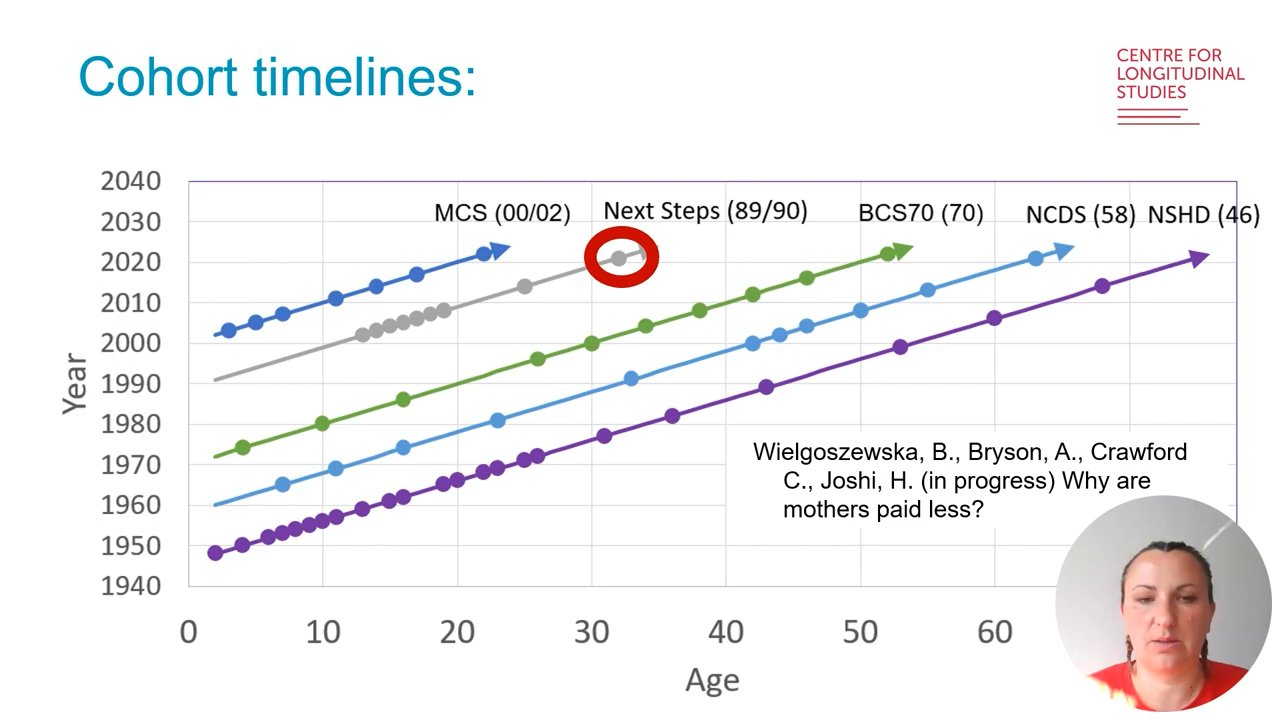 Cohort timelines:
CENTRE FOR
LONGITUDINAL
STUDIES
2040
2030
2020
2010
2000
1990
1980
1970
1960
1950
1940
Year
MCS (00/02)
Next Steps (89/90)
BCS70 (70)
NCDS (58)
NSHD (46)
Wielgoszewska, B., Bryson, A., Crawford
C., Joshi, H. (in progress) Why are
mothers paid less?
0 10 20 30 40 50 60
Age